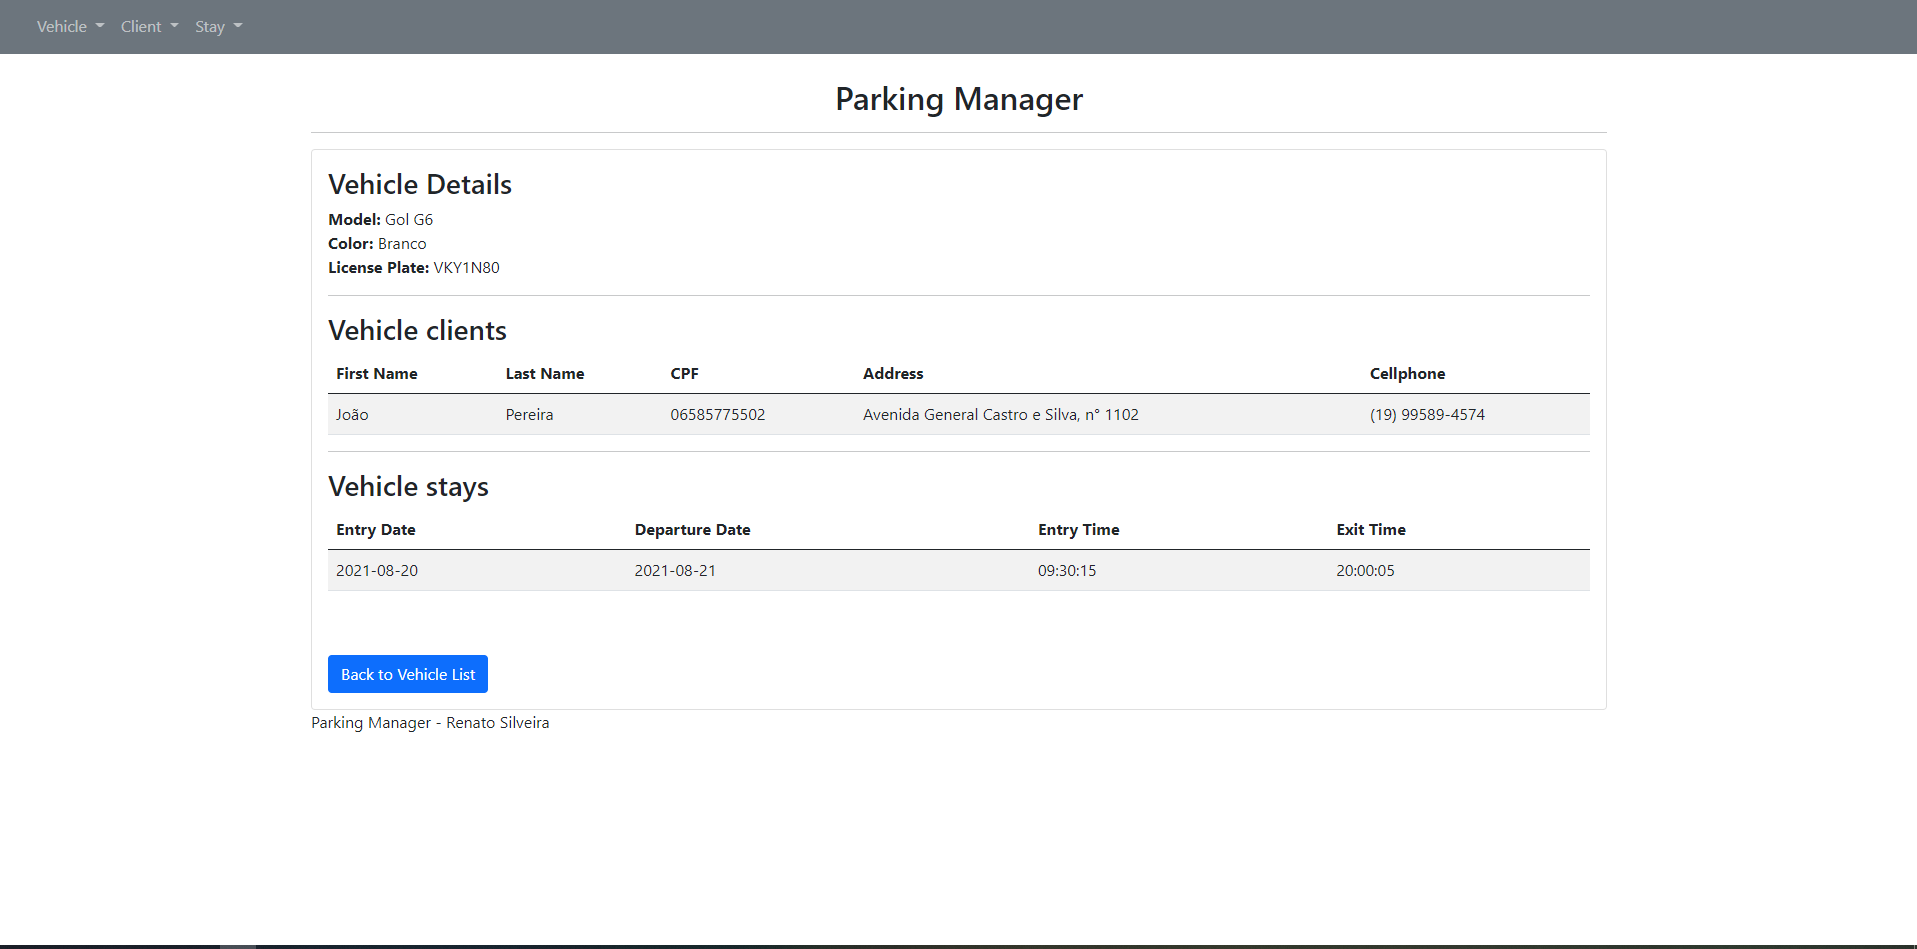 Vehicle Client Stay
Parking Manager
Vehicle Details
Model: Gol G6
Color: Branco
License Plate: VKY1N80
Vehicle clients
First Name Last Name CPF Address Cellphone
João Pereira 06585775502 Avenida General Castro e Silva, n° 1102 (19) 99589-4574
Vehicle stays
Entry Date Departure Date Entry Time Exit Time
2021-08-20 2021-08-21 09:30:15 20:00:05
Back to Vehicle List
Parking Manager - Renato Silveira